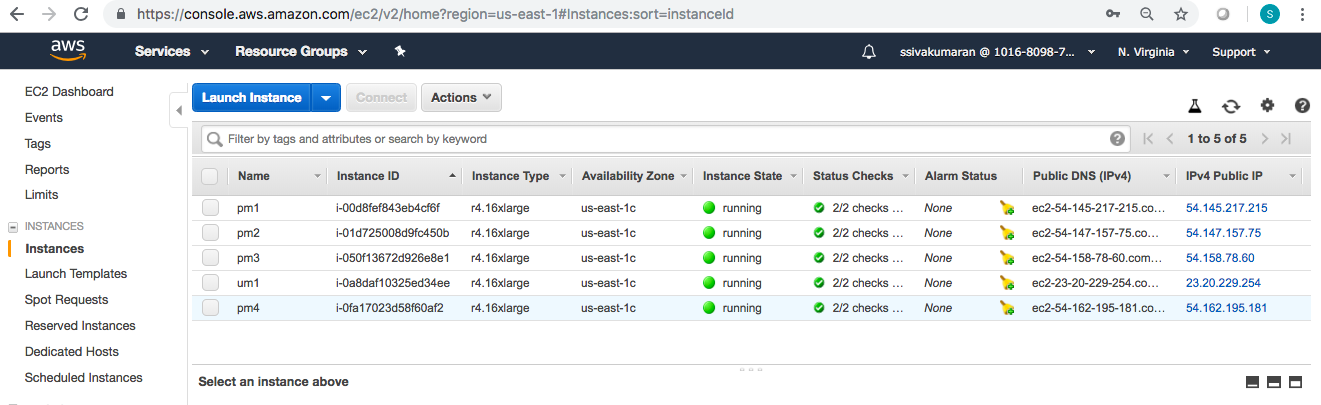 https://console.aws.amazon.com/ec2/v2/home?region=us-east-1#Instances:sort=instanceId
S
aws Services Resource Groups ssivakumaran @ 1016-8098-7... N. Virginia Support
EC2 Dashboard
Events
Tags
Reports
Limits
INSTANCES
Instances
Launch Templates
Spot Requests
Reserved Instances
Dedicated Hosts
Scheduled Instances
Launch Instance Connect Actions
Filter by tags and attributes or search by keyword 1 to 5 of 5
Name Instance ID Instance Type Availability Zone Instance State Status Checks Alarm Status Public DNS (IPv4) IPv4 Public IP
pm1 i-00d8fef843eb4cf6f r4.16xlarge us-east-1c running 2/2 checks ... None ec2-54-145-217-215.co... 54.145.217.215
pm2 i-01d725008d9fc450b r4.16xlarge us-east-1c running 2/2 checks ... None ec2-54-147-157-75.co... 54.147.157.75
pm3 i-050f13672d926e8e1 r4.16xlarge us-east-1c running 2/2 checks ... None ec2-54-158-78-60.com... 54.158.78.60
um1 i-0a8daf10325ed34ee r4.16xlarge us-east-1c running 2/2 checks ... None ec2-23-20-229-254.co... 23.20.229.254
pm4 i-0fa17023d58f60af2 r4.16xlarge us-east-1c running 2/2 checks ... None ec2-54-162-195-181.co... 54.162.195.181
Select an instance above